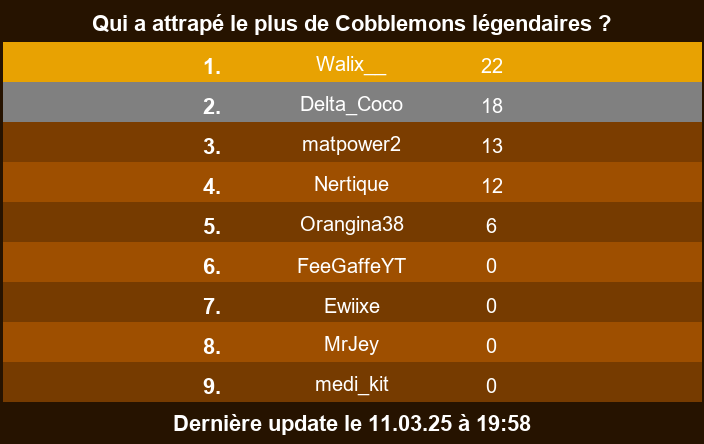 Qui a attrapé le plus de Cobblemons légendaires ?
1. Walix__ 22
2. Delta_Coco 18
3. matpower2 13
4. Nertique 12
5. Orangina38 6
6. FeeGaffeYT 0
7. Ewiixe 0
8. MrJey 0
9. medi_kit 0
Dernière update le 11.03.25 à 19:58